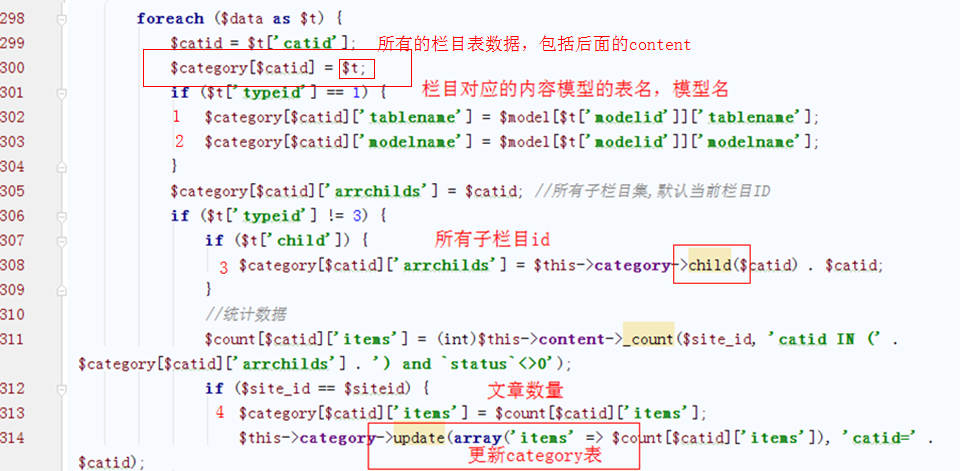 298 foreach ($data as $t) {
299 $catid = $t['catid']; 所有的栏目表数据，包括后面的content
300 $category[$catid] = $t;
301 if ($t['typeid'] == 1) { 栏目对应的内容模型的表名，模型名
302 1 $category[$catid]['tablename'] = $model[$t['modelid']]['tablename'];
303 2 $category[$catid]['modelname'] = $model[$t['modelid']]['modelname'];
304 }
305 $category[$catid]['arrchilds'] = $catid; //所有子栏目集,默认当前栏目ID
306 if ($t['typeid'] != 3) {
307 if ($t['child']) { 所有子栏目id
308 3 $category[$catid]['arrchilds'] = $this->category->child($catid) . $catid;
309 }
310 //统计数据
311 $count[$catid]['items'] = (int)$this->content->_count($site_id, 'catid IN (' .
$category[$catid]['arrchilds'] . ') and `status`<>0');
312 if ($site_id == $siteid) { 文章数量
313 4 $category[$catid]['items'] = $count[$catid]['items'];
314 $this->category->update(array('items' => $count[$catid]['items']), 'catid=' .
更新category表
$catid);